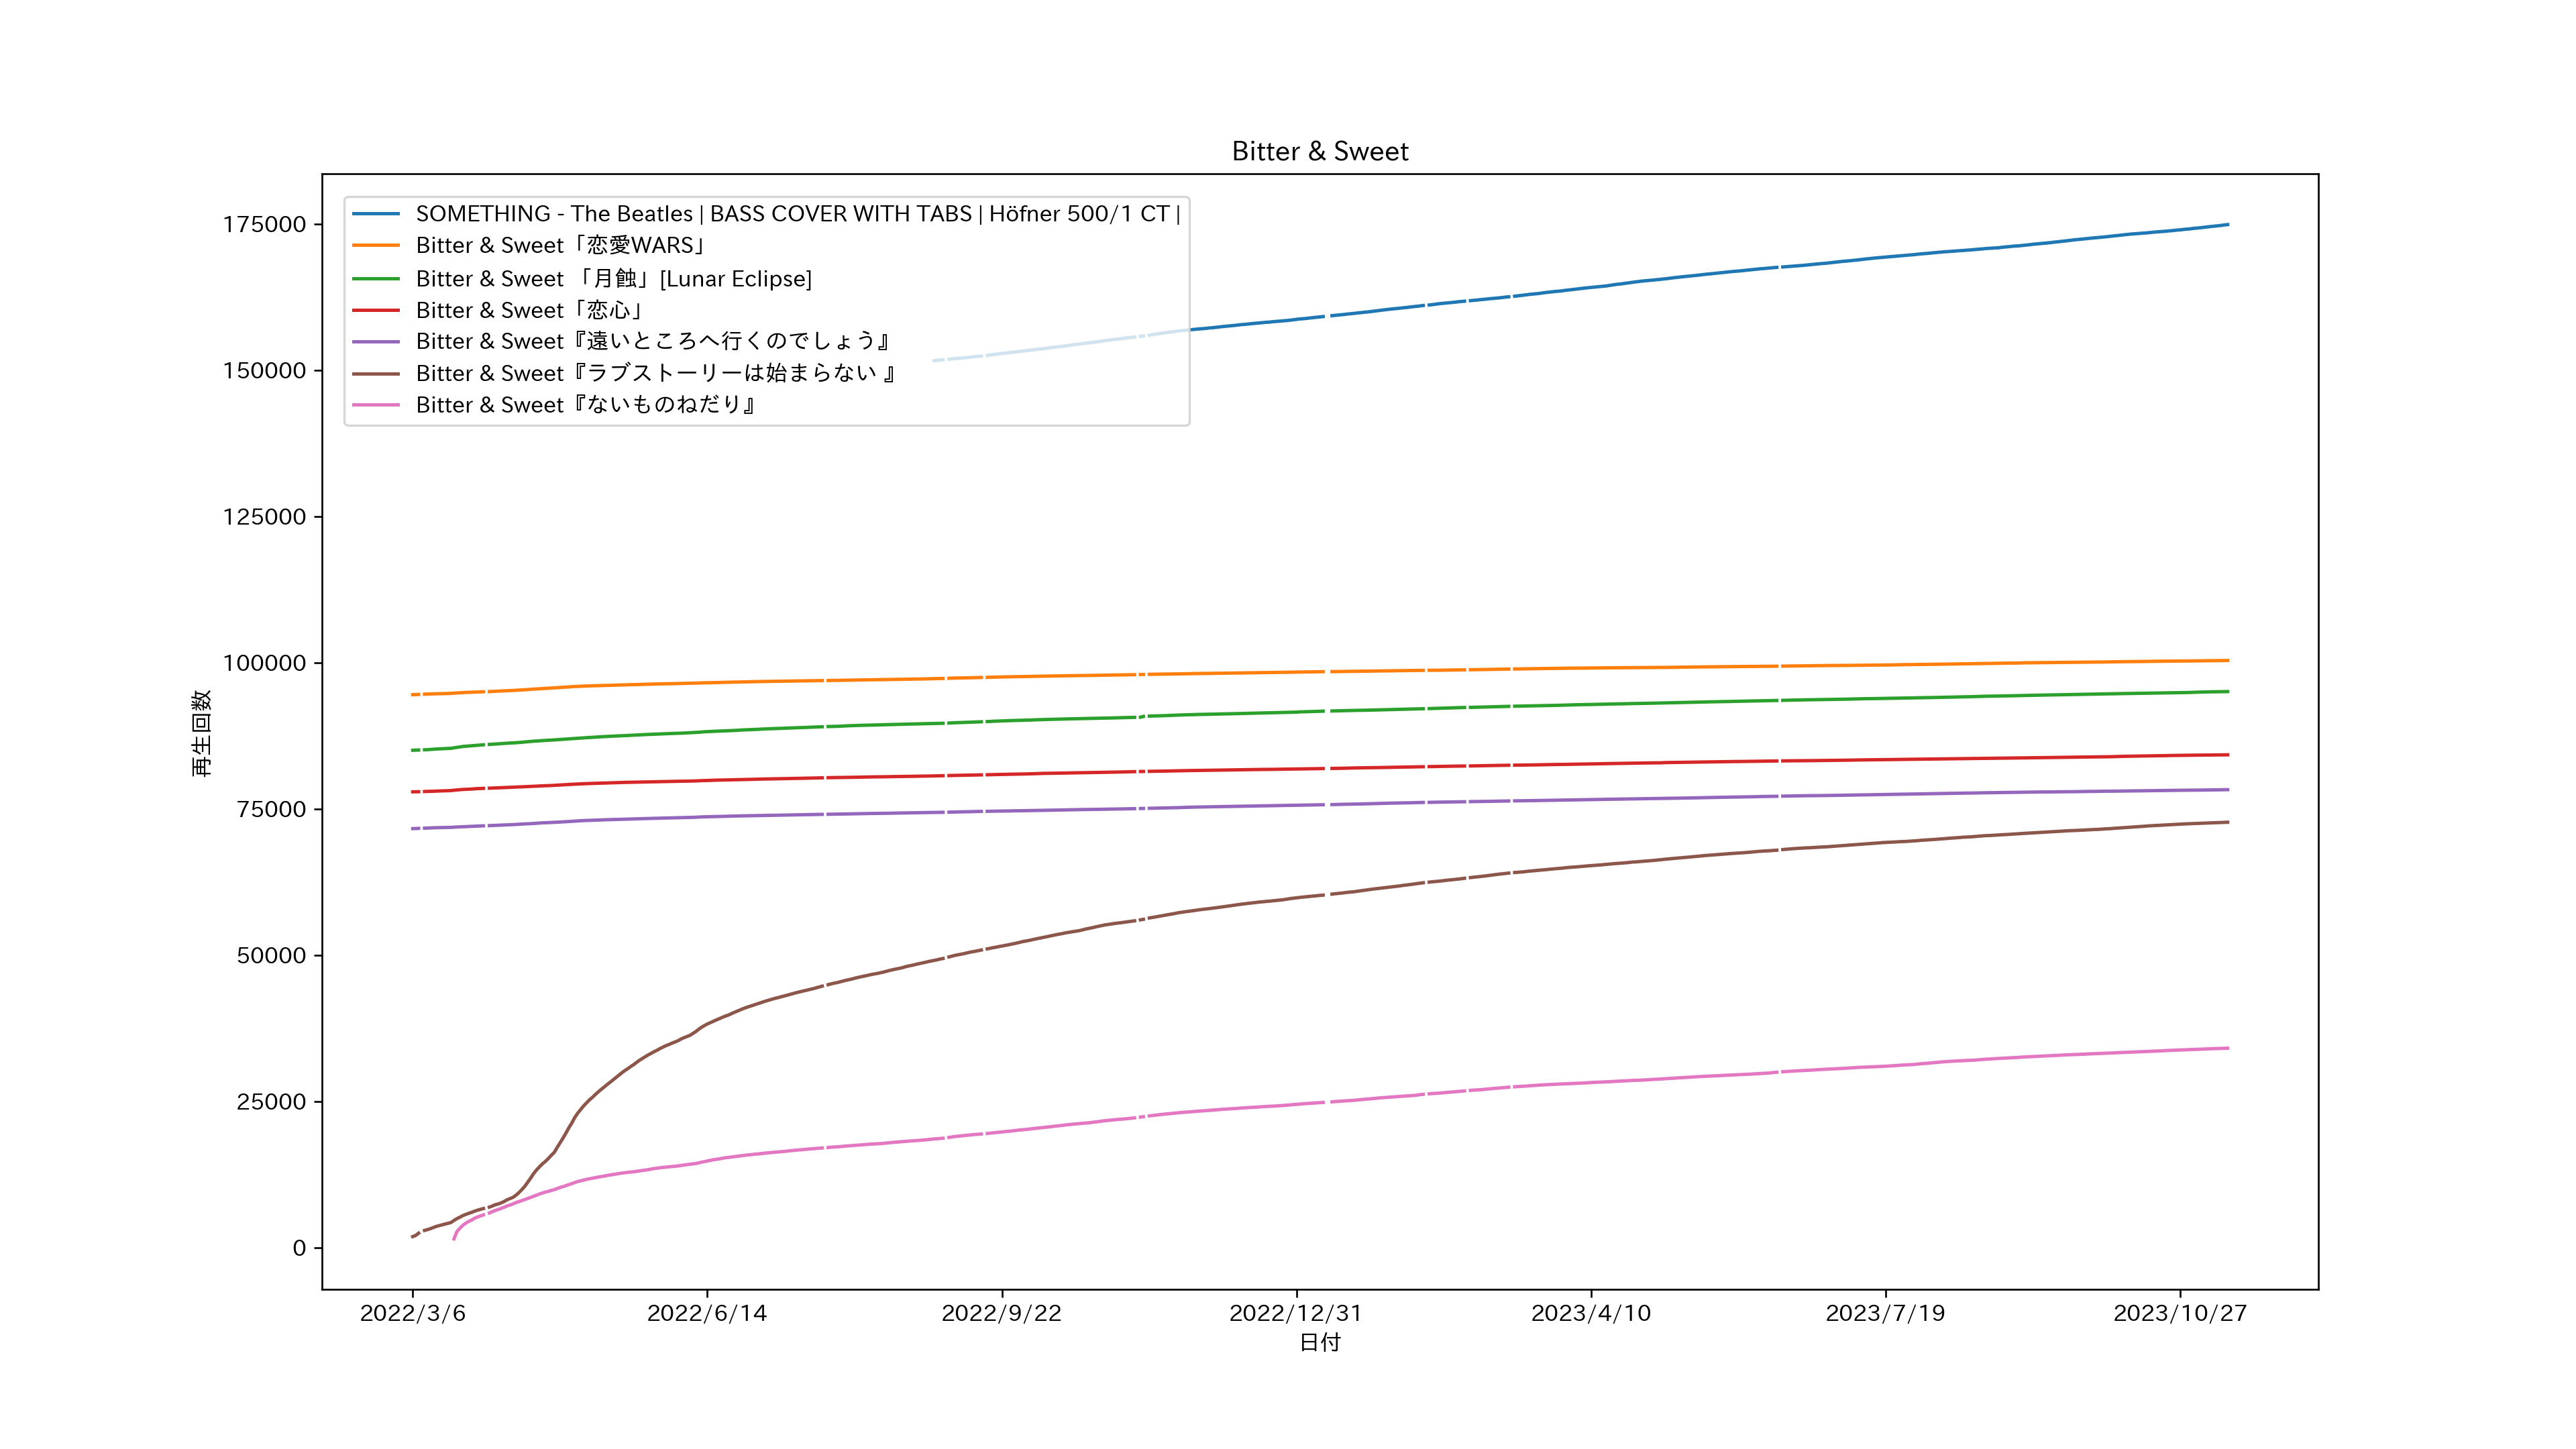 Bitter & Sweet
SOMETHING - The Beatles | BASS COVER WITH TABS | Höfner 500/1 CT |
Bitter & Sweet「恋愛WARS」
Bitter & Sweet 「月蝕」[Lunar Eclipse]
Bitter & Sweet「恋心」
Bitter & Sweet『遠いところへ行くのでしょう』
Bitter & Sweet『ラブストーリーは始まらない 』
Bitter & Sweet『ないものねだり』
175000
150000
125000
100000
75000
50000
25000
0
再生回数
2022/3/6
2022/6/14
2022/9/22
2022/12/31
2023/4/10
2023/7/19
2023/10/27
日付